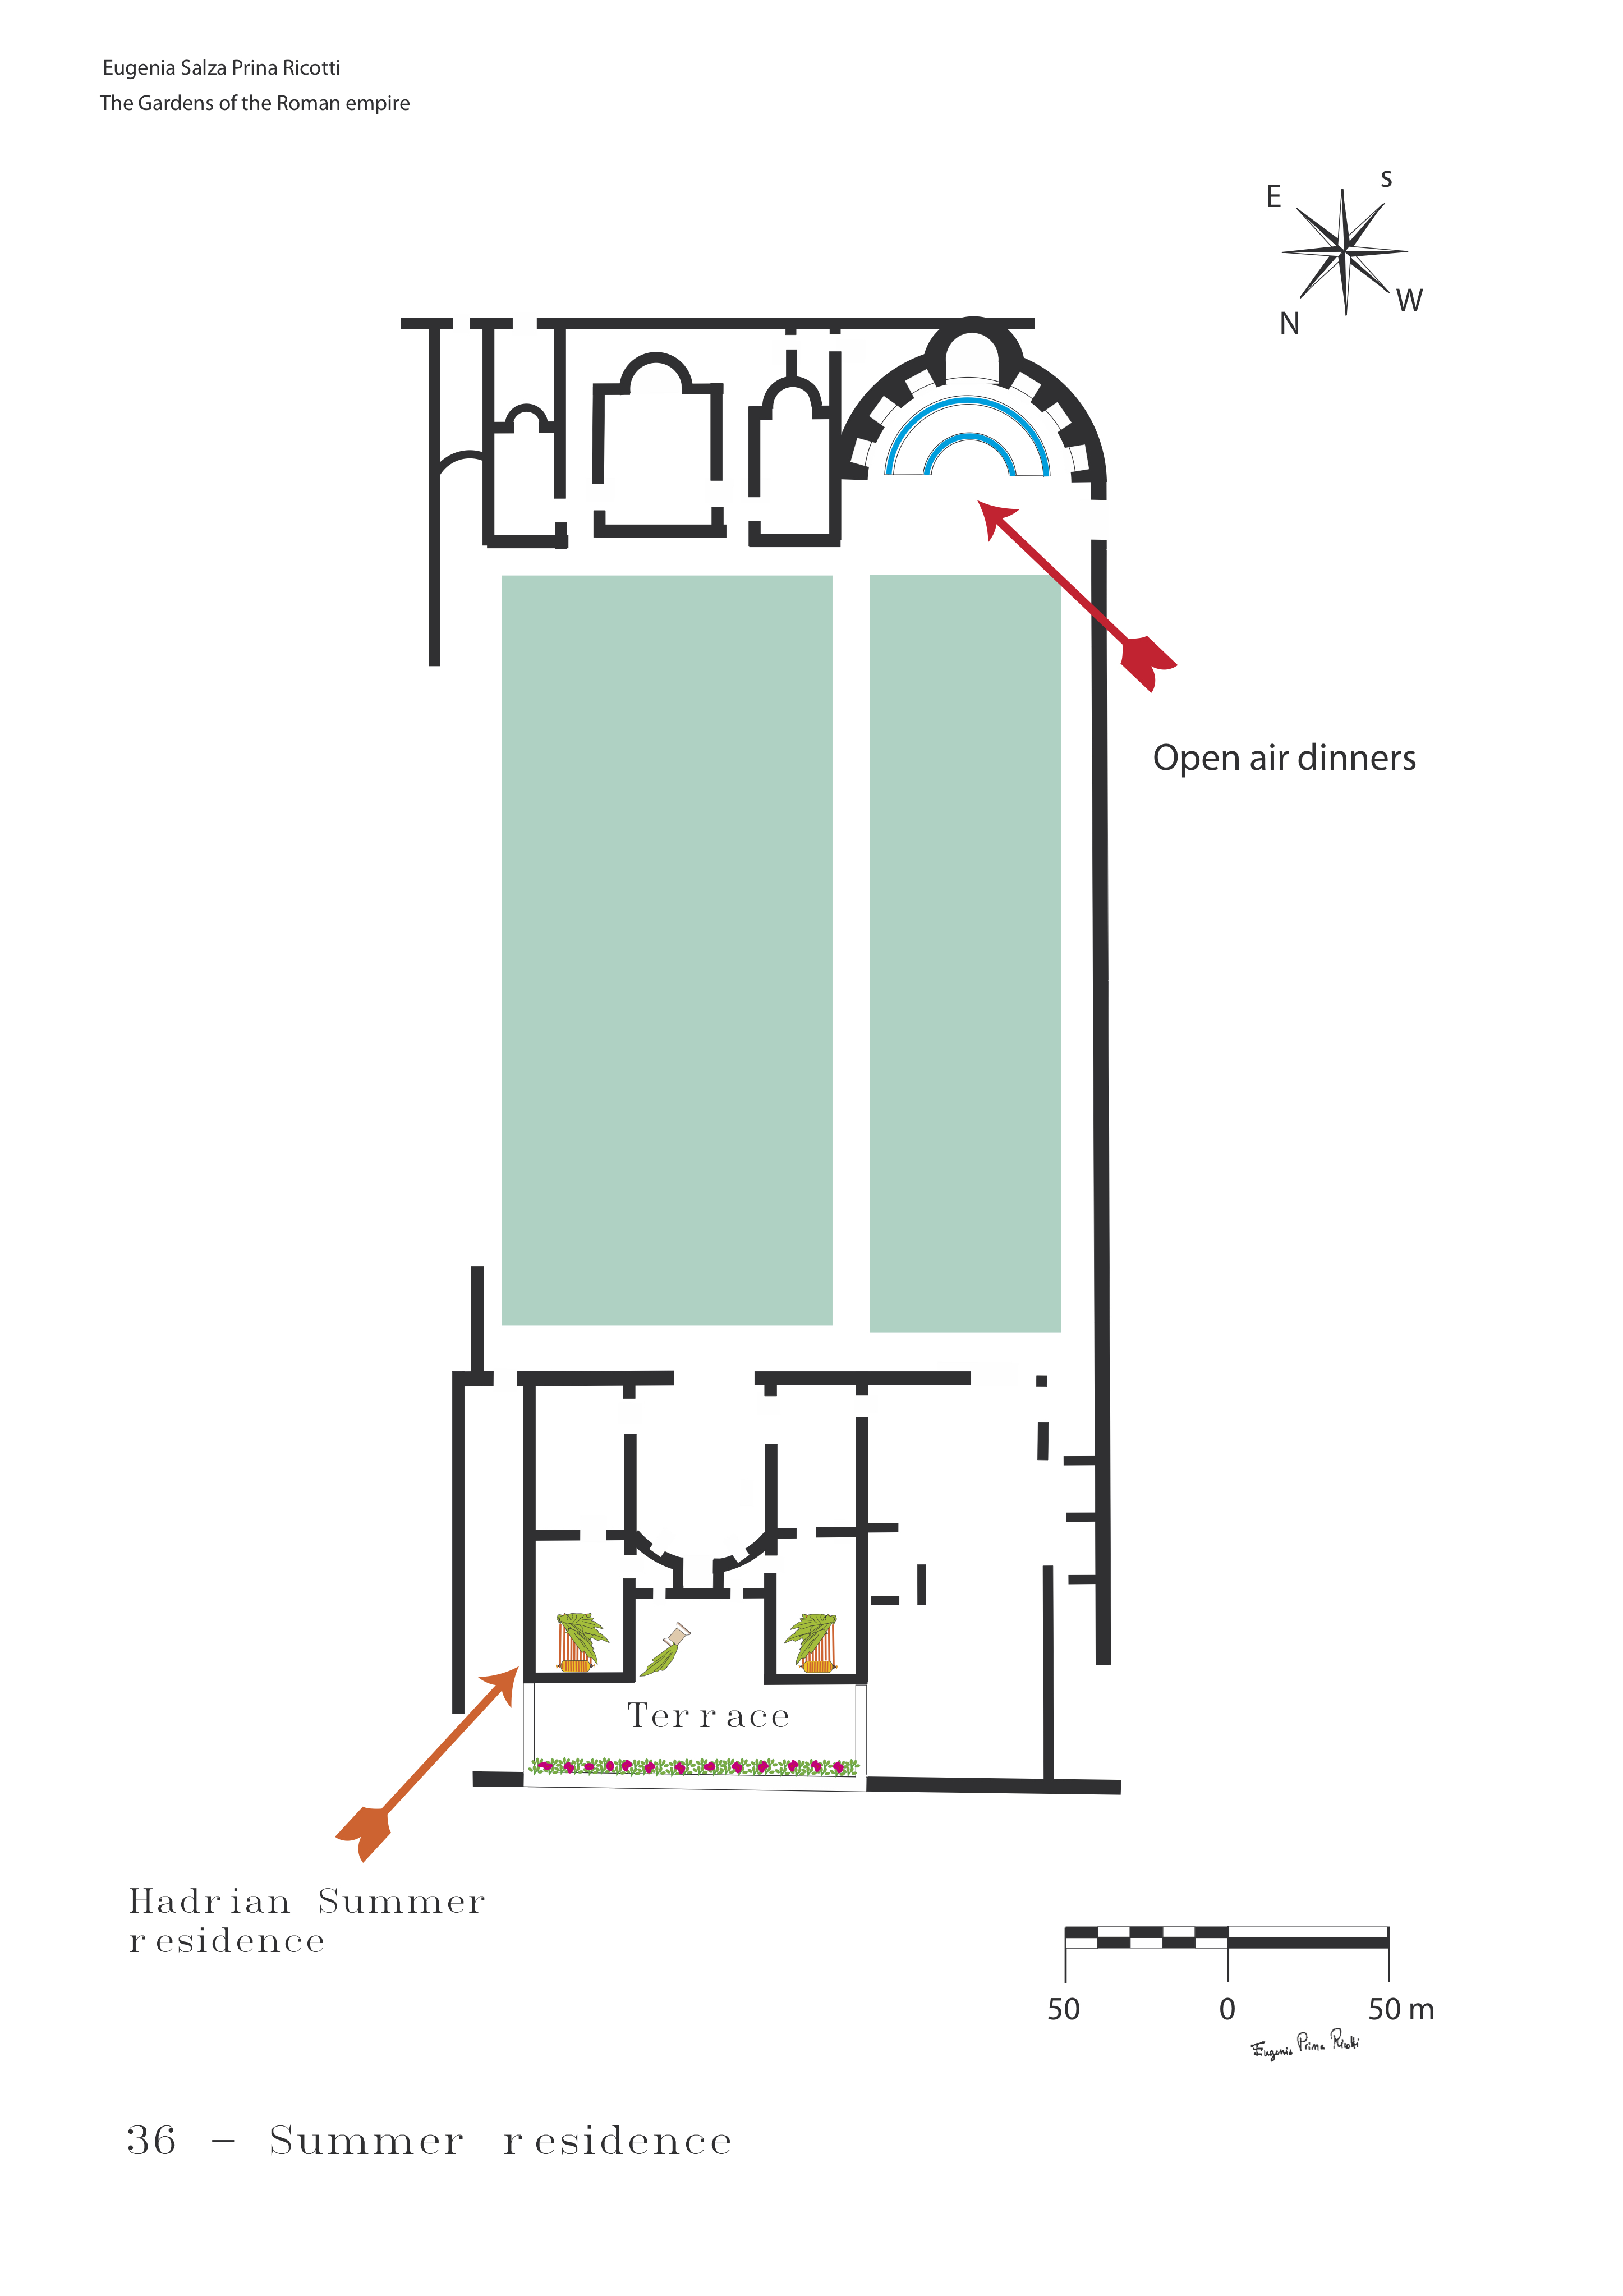 Eugenia Salza Prina Ricotti
The Gardens of the Roman empire
E
s
N
W
Open air dinners
Terrace
Hadrian Summer
residence
50
0
50 m
Eugenia Prina Ricotti
36 - Summer residence